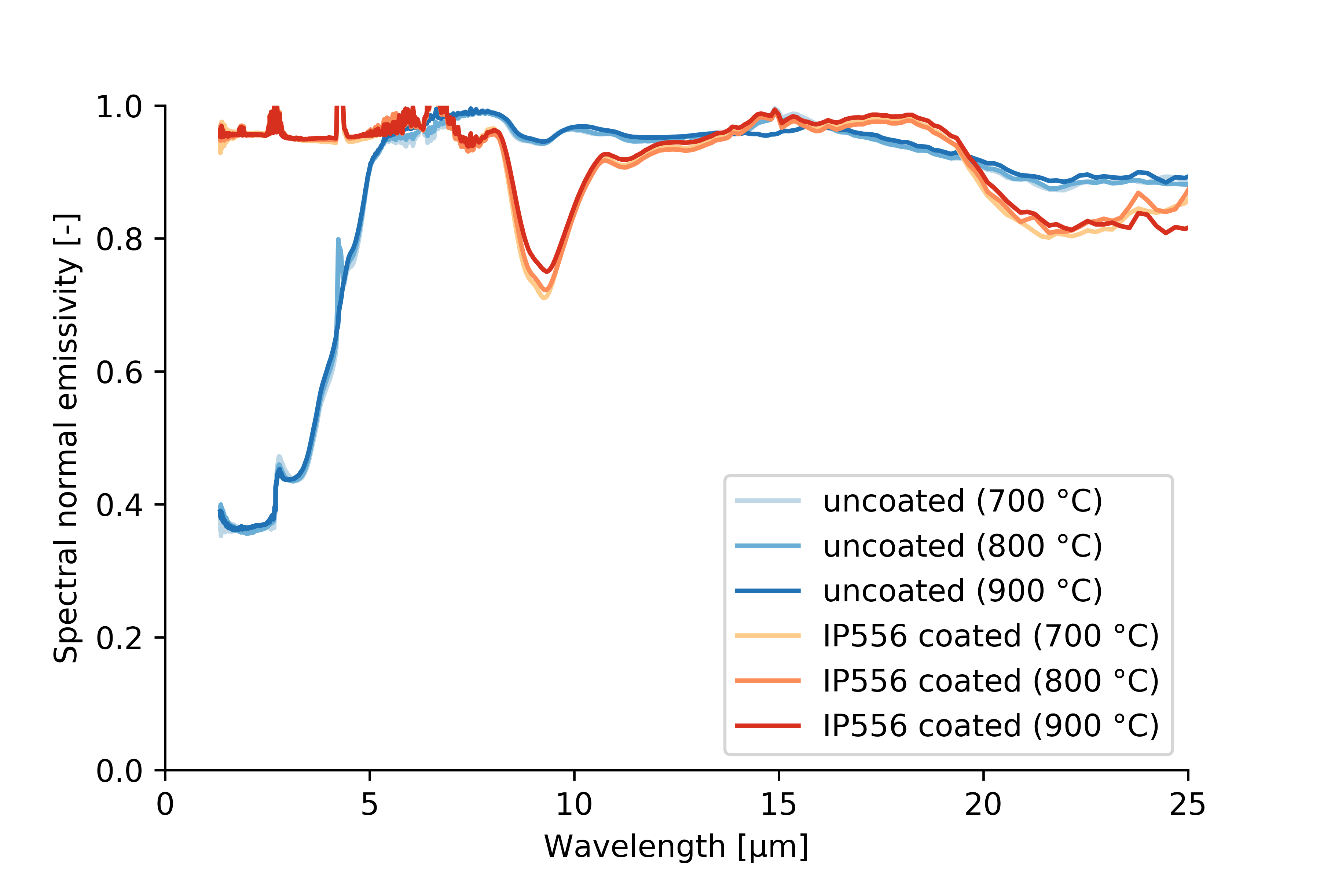 1.0
0.8
0.6
0.4
0.2
0.0
Spectral normal emissivity [-]
0
5
10
15
20
25
Wavelength [µm]
uncoated (700 °C)
uncoated (800 °C)
uncoated (900 °C)
IP556 coated (700 °C)
IP556 coated (800 °C)
IP556 coated (900 °C)